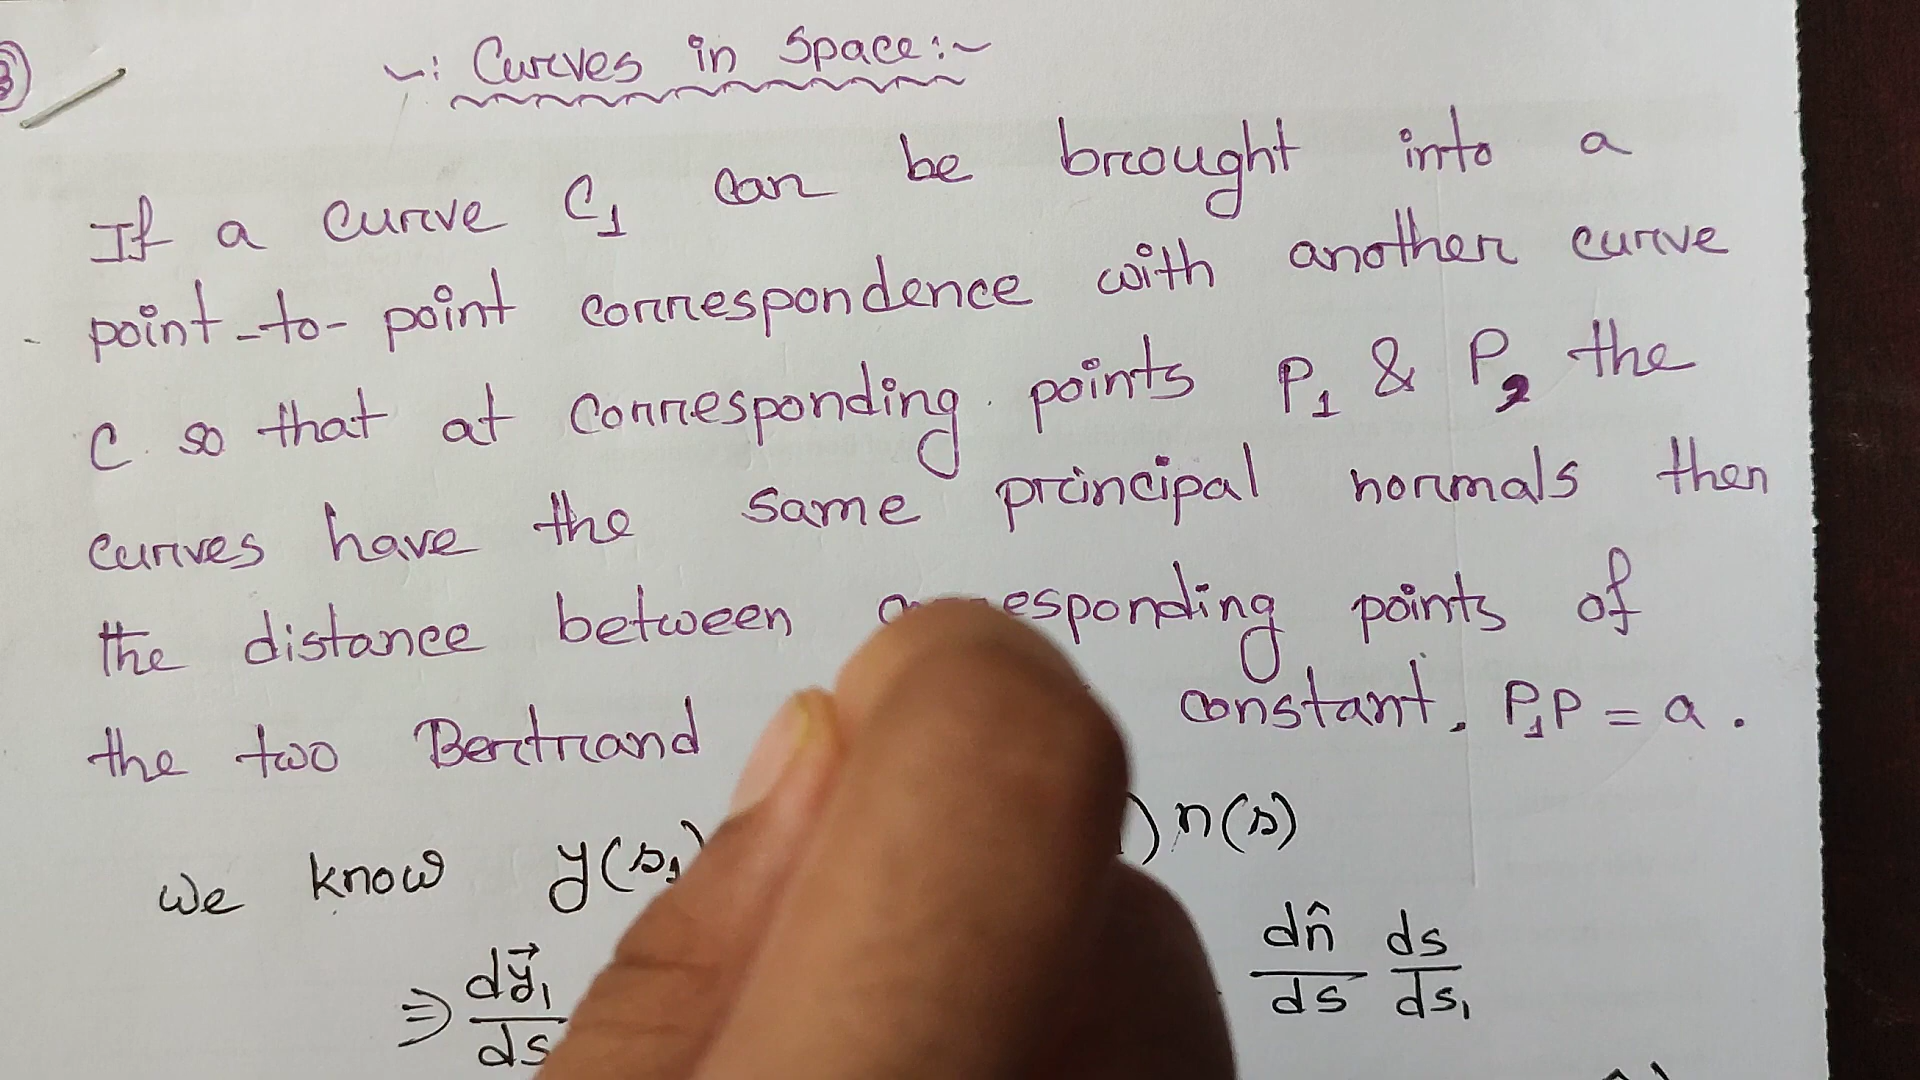 ~: Curves in Space:~
If a curve C₁ can be brought into a
point-to-point correspondence with another curve
C so that at corresponding points P₁ & P₂ the
curves have the same principal normals then
the distance between points of
the two Bertrand constant. P₁P = a.
we know y(s₁) n(s)
⇒ dy⃗₁/ds dn̂/ds ds/ds₁